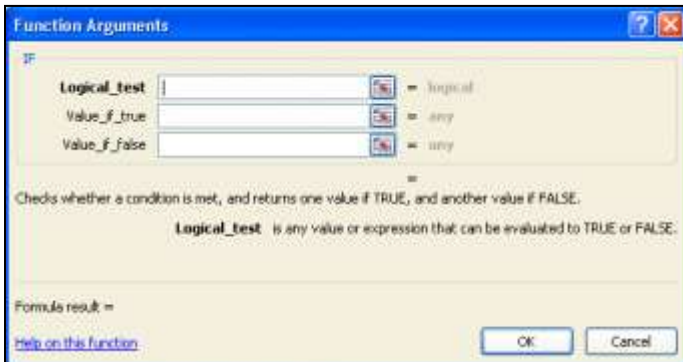 Function Arguments
IF
Logical_test = logical
Value_if_true = any
Value_if_false = any
=
Checks whether a condition is met, and returns one value if TRUE, and another value if FALSE.
Logical_test is any value or expression that can be evaluated to TRUE or FALSE.
Formula result =
Help on this function
OK Cancel